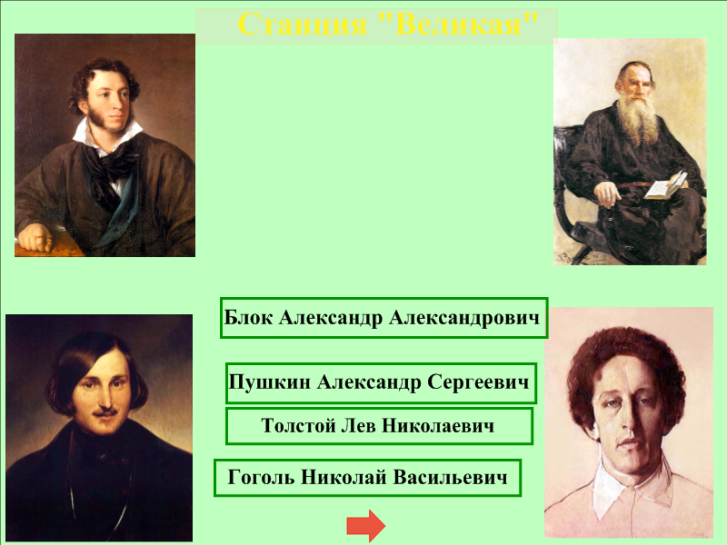 Станция "Великая"
Блок Александр Александрович
Пушкин Александр Сергеевич
Толстой Лев Николаевич
Гоголь Николай Васильевич